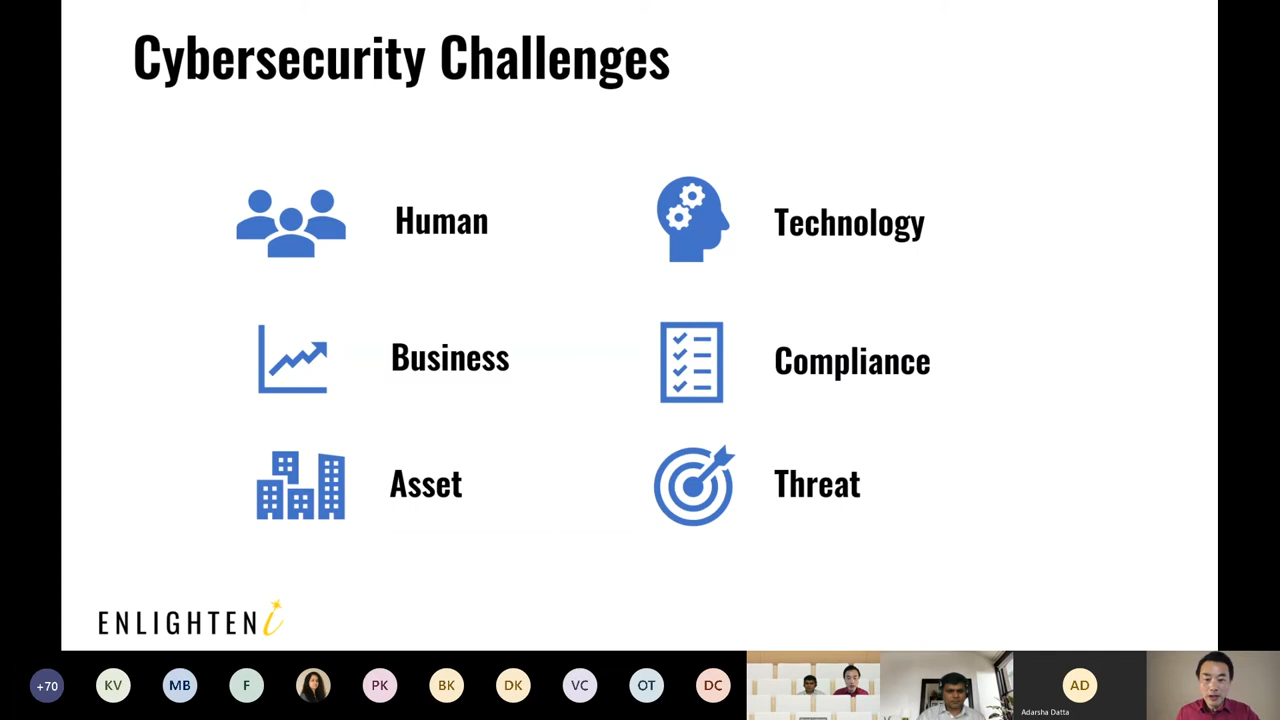 Cybersecurity Challenges
Human
Technology
Business
Compliance
Asset
Threat
ENLIGHTENi
+70
KV
MB
F
PK
BK
DK
VC
OT
DC
AD
Adarsha Datta